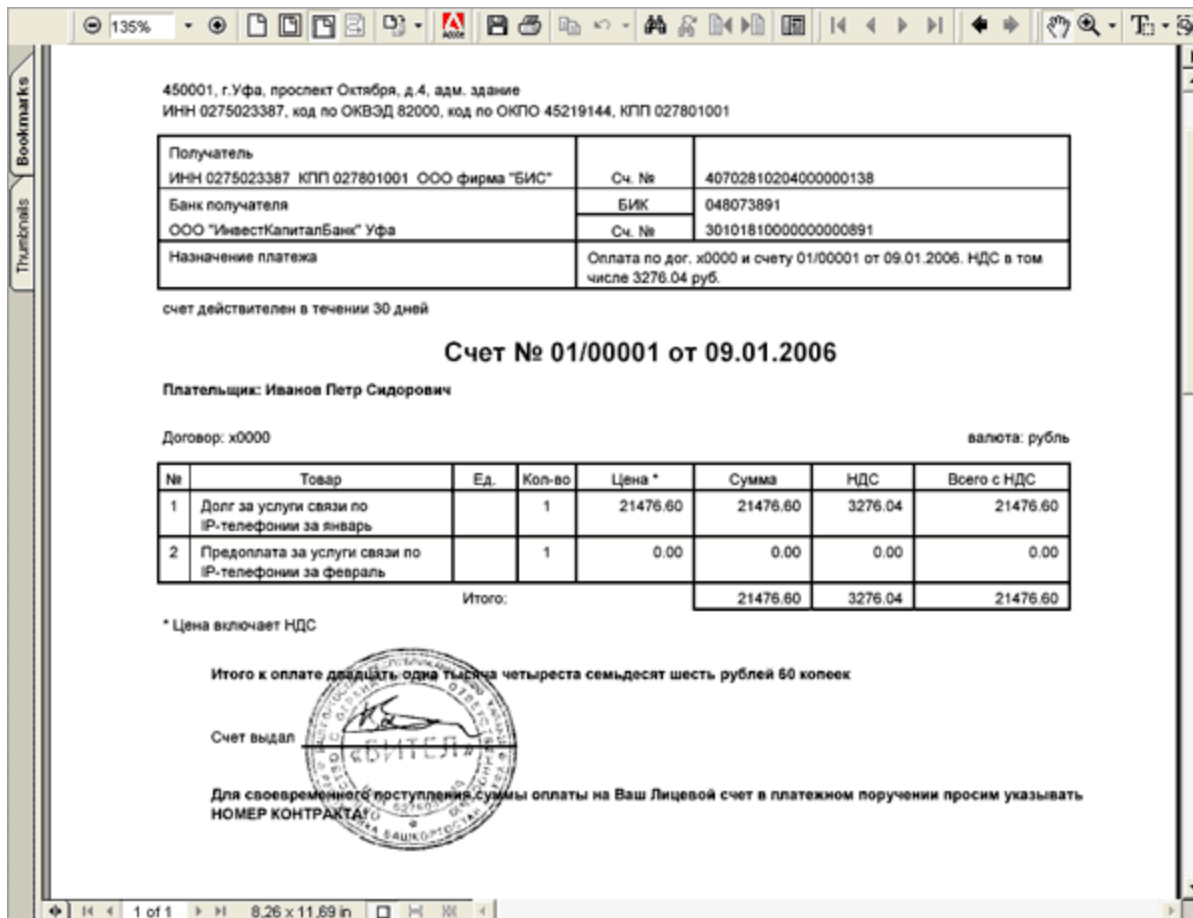 135%
Adobe
Bookmarks
Thumbnails
450001, г.Уфа, проспект Октября, д.4, адм. здание
ИНН 0275023387, код по ОКВЭД 82000, код по ОКПО 45219144, КПП 027801001
Получатель
ИНН 0275023387 КПП 027801001 ООО фирма "БИС" Сч. № 40702810204000000138
Банк получателя БИК 048073891
ООО "ИнвестКапиталБанк" Уфа Сч. № 30101810000000000891
Назначение платежа Оплата по дог. x0000 и счету 01/00001 от 09.01.2006. НДС в том
числе 3276.04 руб.
счет действителен в течении 30 дней
Счет № 01/00001 от 09.01.2006
Плательщик: Иванов Петр Сидорович
Договор: x0000 валюта: рубль
№ Товар Ед. Кол-во Цена * Сумма НДС Всего с НДС
1 Долг за услуги связи по 1 21476.60 21476.60 3276.04 21476.60
IP-телефонии за январь
2 Предоплата за услуги связи по 1 0.00 0.00 0.00 0.00
IP-телефонии за февраль
Итого: 21476.60 3276.04 21476.60
* Цена включает НДС
Итого к оплате двадцать одна тысяча четыреста семьдесят шесть рублей 60 копеек
Счет выдал
«БИТЕЛ»
Для своевременного поступления суммы оплаты на Ваш Лицевой счет в платежном поручении просим указывать
НОМЕР КОНТРАКТА!
1 of 1 8,26 x 11,69 in